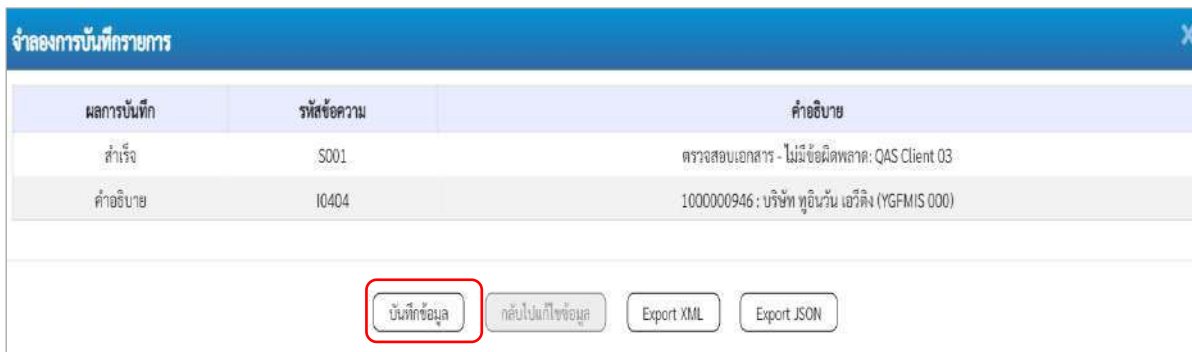 จำลองการบันทึกรายการ X
ผลการบันทึก รหัสข้อความ คำอธิบาย
สำเร็จ S001 ตรวจสอบเอกสาร - ไม่มีข้อผิดพลาด: QAS Client 03
คำอธิบาย I0404 1000000946 : บริษัท ทูอินวัน เอวีติง (YGFMIS 000)
บันทึกข้อมูล กลับไปแก้ไขข้อมูล Export XML Export JSON